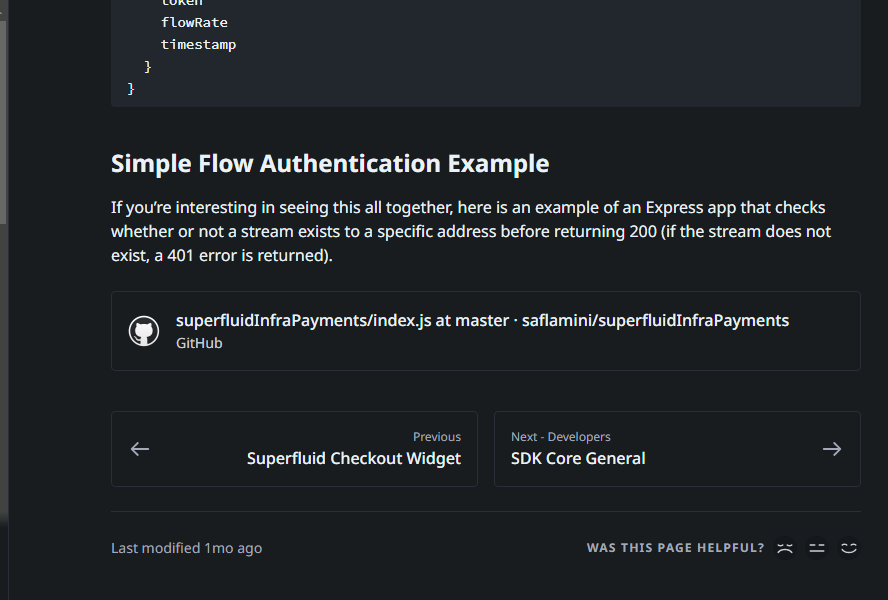 token
flowRate
timestamp
}
}
Simple Flow Authentication Example
If you’re interesting in seeing this all together, here is an example of an Express app that checks
whether or not a stream exists to a specific address before returning 200 (if the stream does not
exist, a 401 error is returned).
superfluidInfraPayments/index.js at master · saflamini/superfluidInfraPayments
GitHub
Previous
Superfluid Checkout Widget
Next - Developers
SDK Core General
Last modified 1mo ago
WAS THIS PAGE HELPFUL?